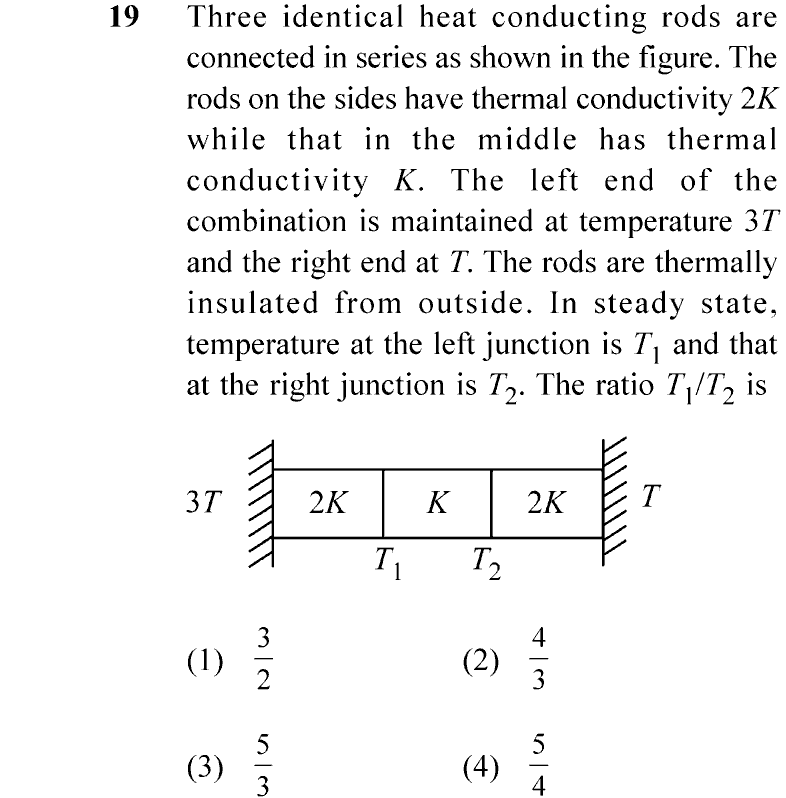 19 Three identical heat conducting rods are
connected in series as shown in the figure. The
rods on the sides have thermal conductivity 2K
while that in the middle has thermal
conductivity K. The left end of the
combination is maintained at temperature 3T
and the right end at T. The rods are thermally
insulated from outside. In steady state,
temperature at the left junction is T₁ and that
at the right junction is T₂. The ratio T₁/T₂ is
3T 2K K 2K T
T₁ T₂
(1) 3/2 (2) 4/3
(3) 5/3 (4) 5/4